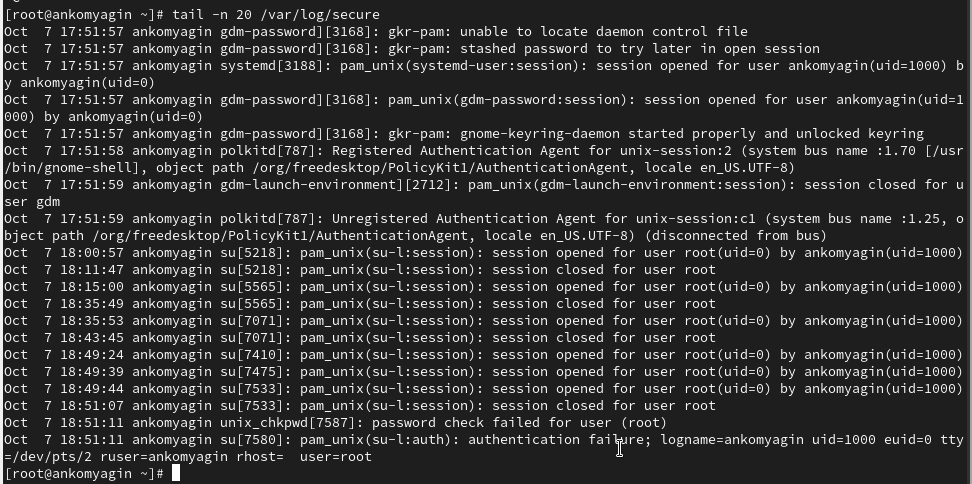 [root@ankomyagin ~]# tail -n 20 /var/log/secure
Oct  7 17:51:57 ankomyagin gdm-password][3168]: gkr-pam: unable to locate daemon control file
Oct  7 17:51:57 ankomyagin gdm-password][3168]: gkr-pam: stashed password to try later in open session
Oct  7 17:51:57 ankomyagin systemd[3188]: pam_unix(systemd-user:session): session opened for user ankomyagin(uid=1000) b
y ankomyagin(uid=0)
Oct  7 17:51:57 ankomyagin gdm-password][3168]: pam_unix(gdm-password:session): session opened for user ankomyagin(uid=1
000) by ankomyagin(uid=0)
Oct  7 17:51:57 ankomyagin gdm-password][3168]: gkr-pam: gnome-keyring-daemon started properly and unlocked keyring
Oct  7 17:51:58 ankomyagin polkitd[787]: Registered Authentication Agent for unix-session:2 (system bus name :1.70 [/usr
/bin/gnome-shell], object path /org/freedesktop/PolicyKit1/AuthenticationAgent, locale en_US.UTF-8)
Oct  7 17:51:59 ankomyagin gdm-launch-environment][2712]: pam_unix(gdm-launch-environment:session): session closed for u
ser gdm
Oct  7 17:51:59 ankomyagin polkitd[787]: Unregistered Authentication Agent for unix-session:c1 (system bus name :1.25, o
bject path /org/freedesktop/PolicyKit1/AuthenticationAgent, locale en_US.UTF-8) (disconnected from bus)
Oct  7 18:00:57 ankomyagin su[5218]: pam_unix(su-l:session): session opened for user root(uid=0) by ankomyagin(uid=1000)
Oct  7 18:11:47 ankomyagin su[5218]: pam_unix(su-l:session): session closed for user root
Oct  7 18:15:00 ankomyagin su[5565]: pam_unix(su-l:session): session opened for user root(uid=0) by ankomyagin(uid=1000)
Oct  7 18:35:49 ankomyagin su[5565]: pam_unix(su-l:session): session closed for user root
Oct  7 18:35:53 ankomyagin su[7071]: pam_unix(su-l:session): session opened for user root(uid=0) by ankomyagin(uid=1000)
Oct  7 18:43:45 ankomyagin su[7071]: pam_unix(su-l:session): session closed for user root
Oct  7 18:49:24 ankomyagin su[7410]: pam_unix(su-l:session): session opened for user root(uid=0) by ankomyagin(uid=1000)
Oct  7 18:49:39 ankomyagin su[7475]: pam_unix(su-l:session): session opened for user root(uid=0) by ankomyagin(uid=1000)
Oct  7 18:49:44 ankomyagin su[7533]: pam_unix(su-l:session): session opened for user root(uid=0) by ankomyagin(uid=1000)
Oct  7 18:51:07 ankomyagin su[7533]: pam_unix(su-l:session): session closed for user root
Oct  7 18:51:11 ankomyagin unix_chkpwd[7587]: password check failed for user (root)
Oct  7 18:51:11 ankomyagin su[7580]: pam_unix(su-l:auth): authentication failure; logname=ankomyagin uid=1000 euid=0 tty
=/dev/pts/2 ruser=ankomyagin rhost=  user=root
[root@ankomyagin ~]#